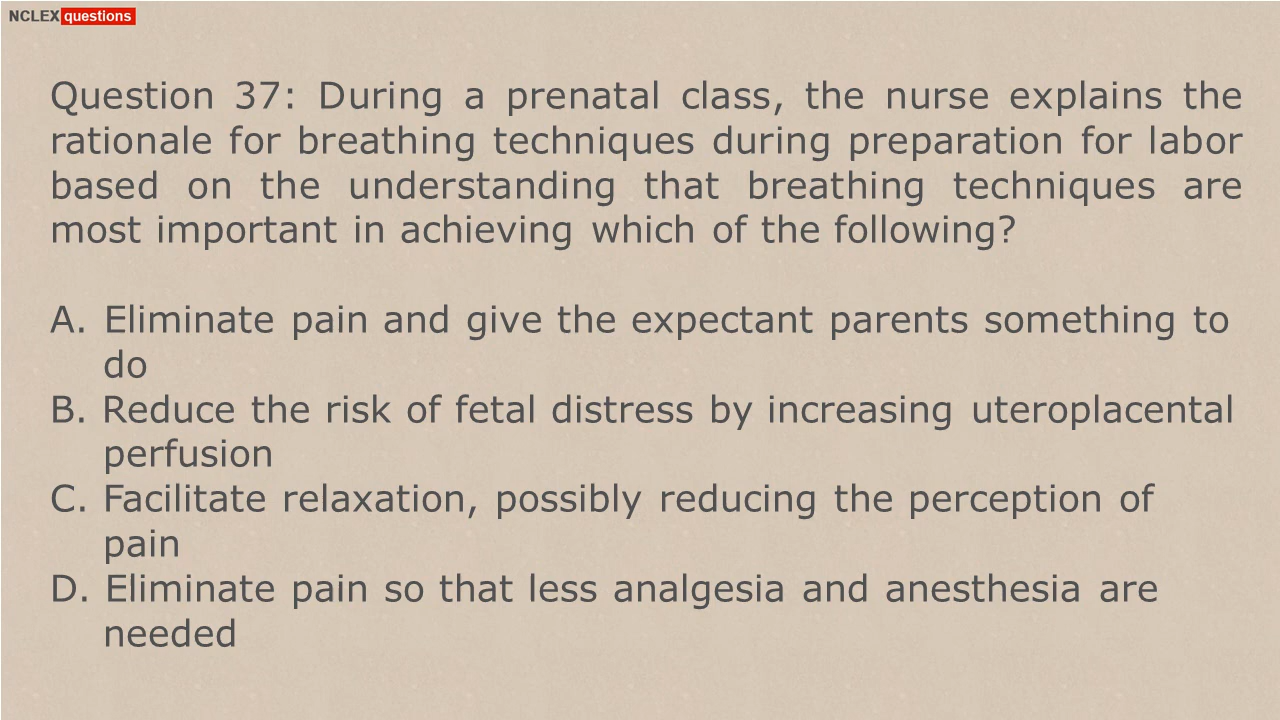 NCLEX questions
Question 37: During a prenatal class, the nurse explains the
rationale for breathing techniques during preparation for labor
based on the understanding that breathing techniques are
most important in achieving which of the following?
A. Eliminate pain and give the expectant parents something to
do
B. Reduce the risk of fetal distress by increasing uteroplacental
perfusion
C. Facilitate relaxation, possibly reducing the perception of
pain
D. Eliminate pain so that less analgesia and anesthesia are
needed